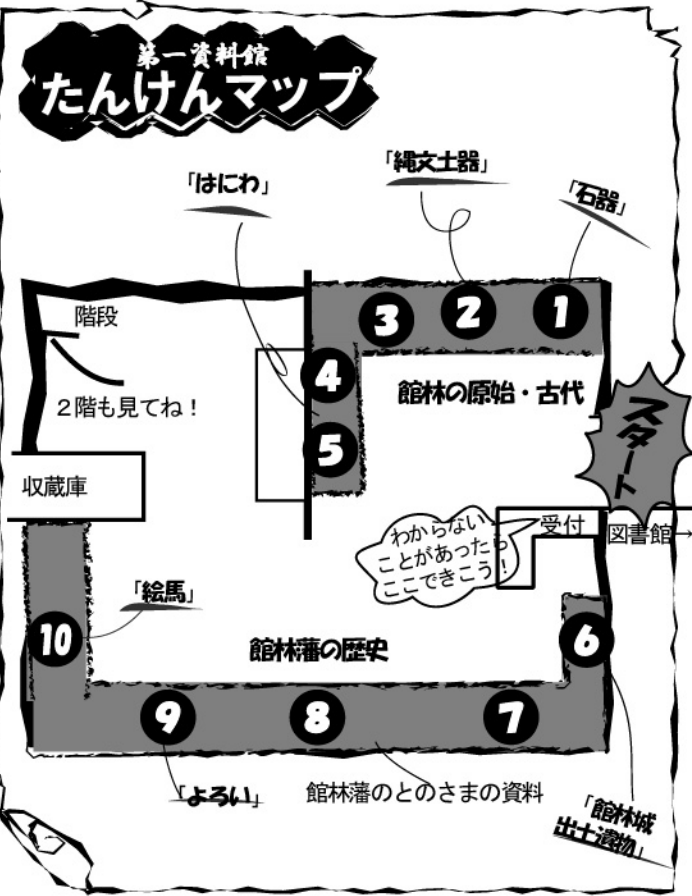 第一資料館
たんけんマップ
「縄文土器」
「はにわ」
「石器」
階段
3
2
1
4
２階も見てね！
館林の原始・古代
スタート
5
収蔵庫
わからない
ことがあったら
ここできこう！
受付
図書館→
「絵馬」
10
館林藩の歴史
6
9
8
7
「よろい」
館林藩のとのさまの資料
「館林城
出土遺物」